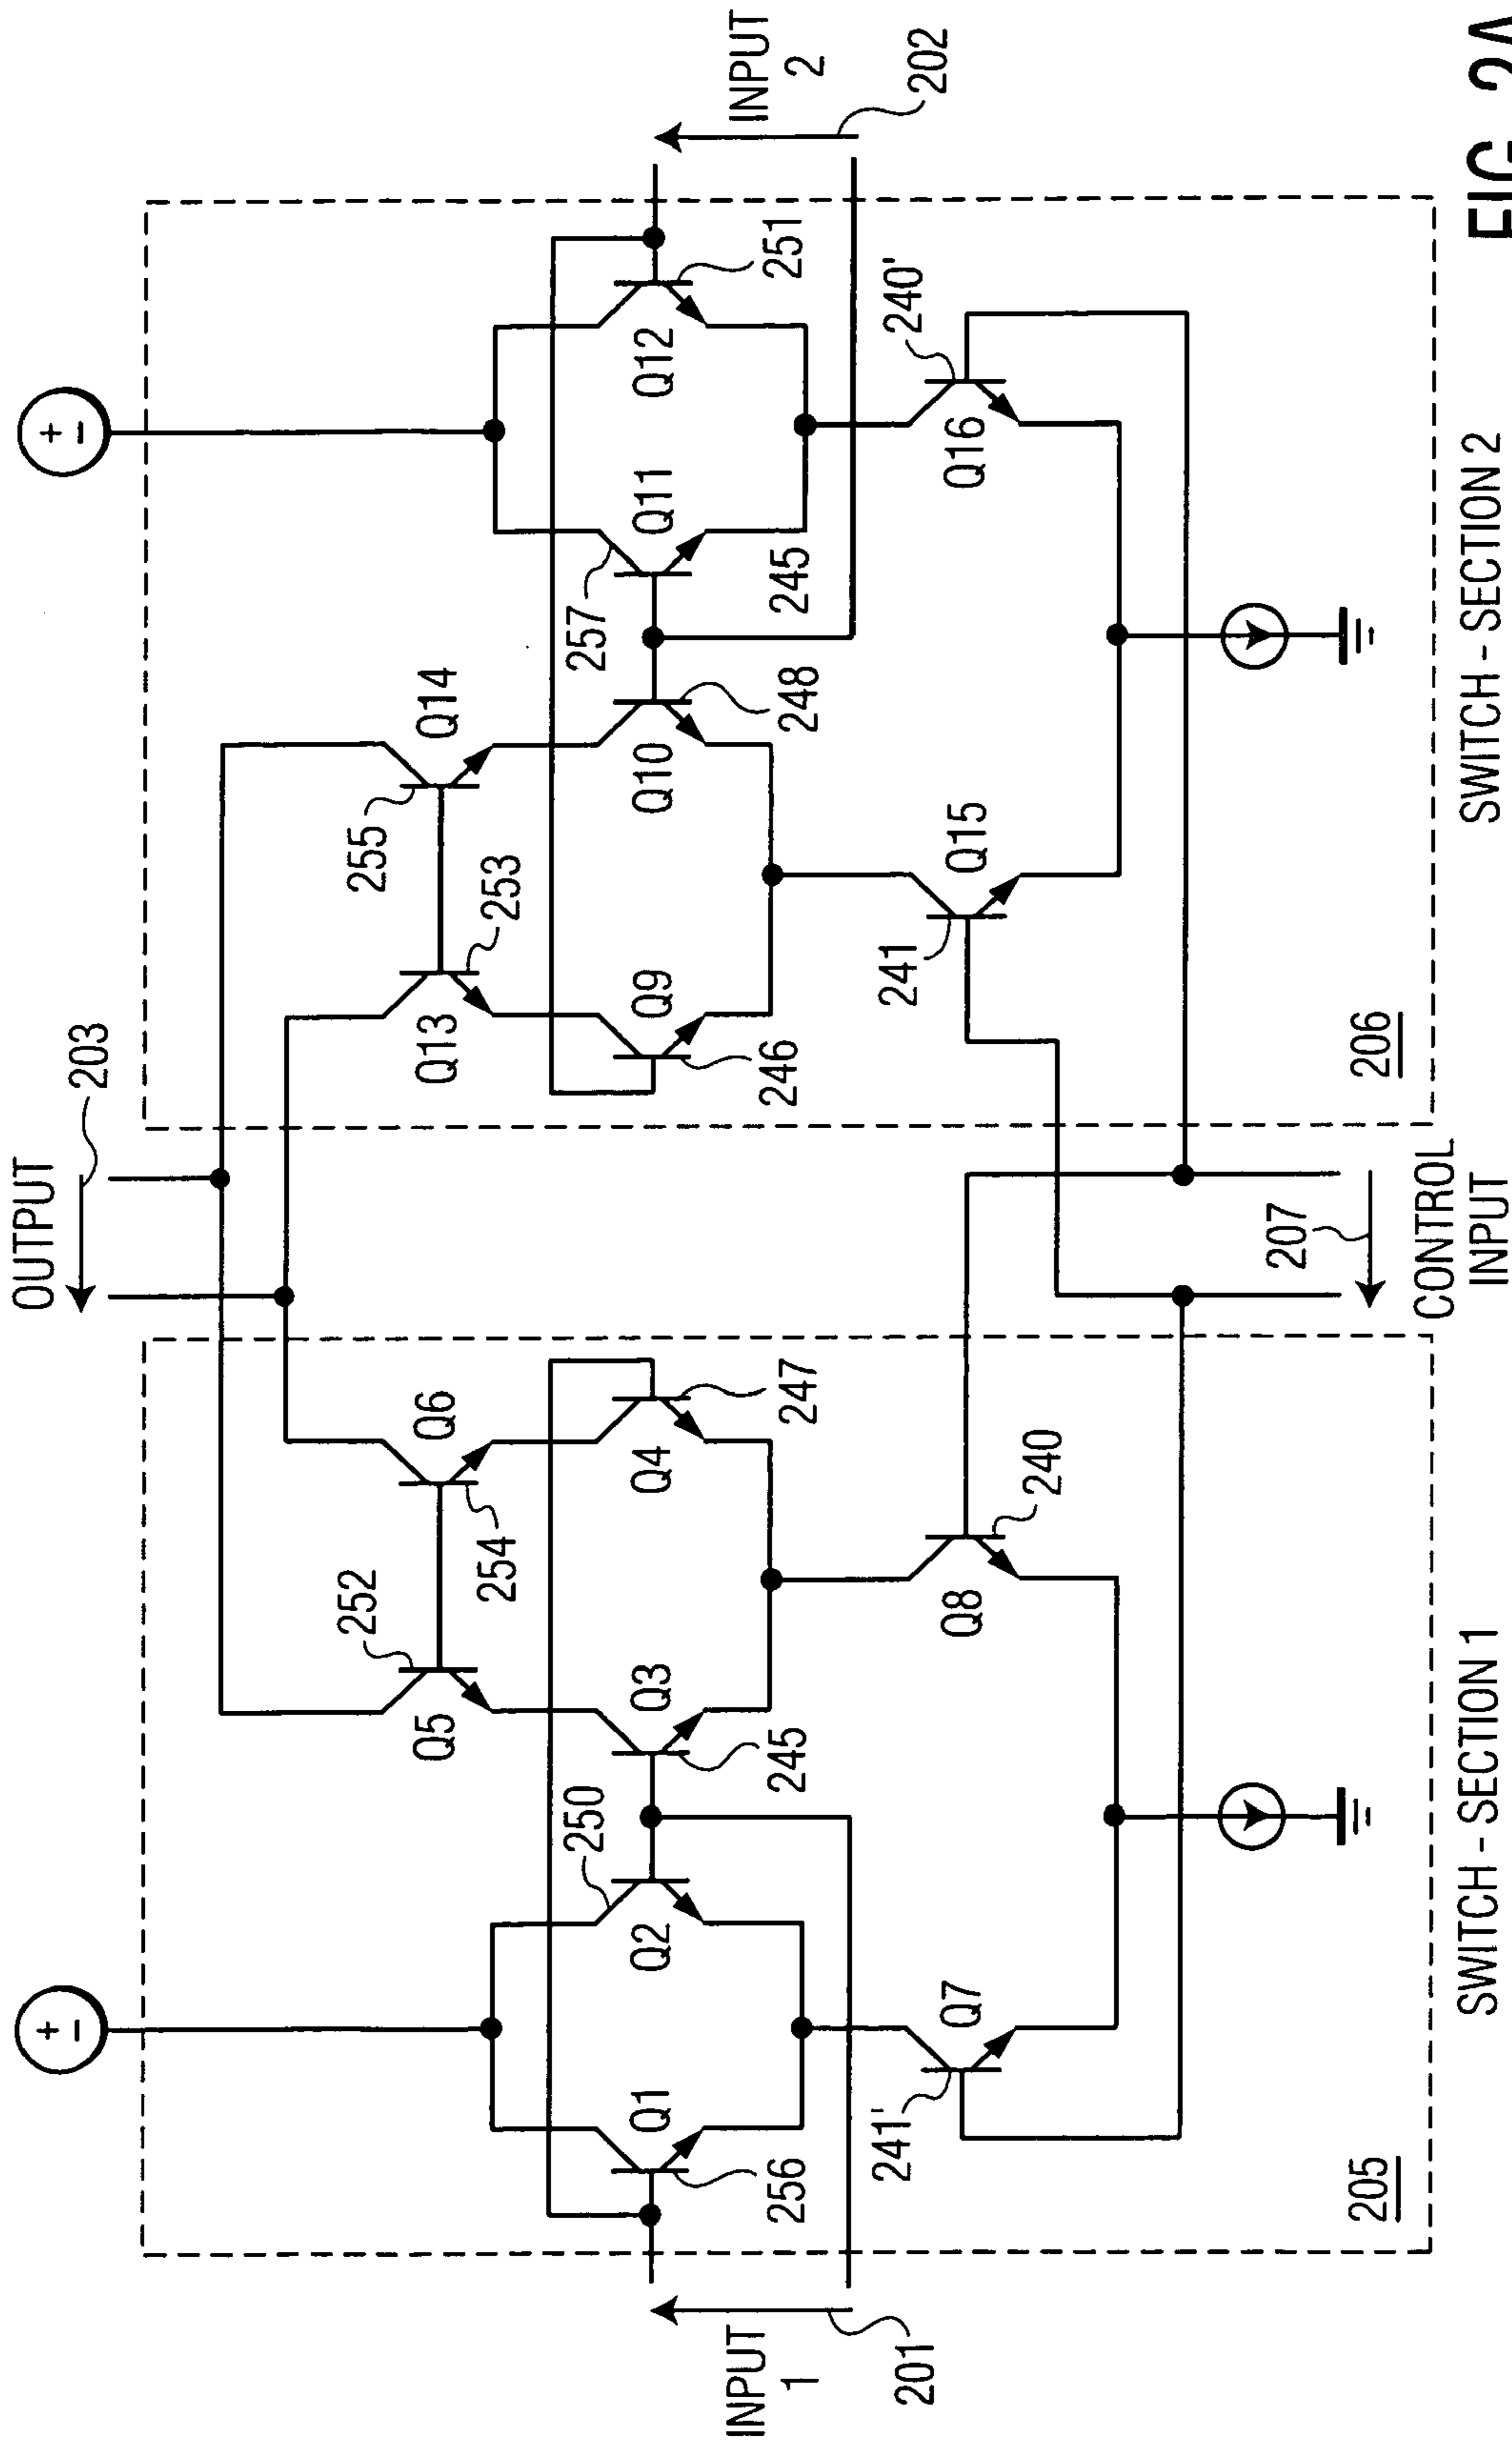 OUTPUT
203
INPUT
1
201
INPUT
2
202
252
Q5
Q6
254
Q13
253
Q14
255
256
Q1
Q2
250
Q3
245
Q4
247
246
Q9
Q10
248
257
Q11
245
Q12
251
241'
Q7
Q8
240
241
Q15
Q16
240'
205
206
207
CONTROL
INPUT
SWITCH - SECTION 1
SWITCH - SECTION 2
FIG. 2A